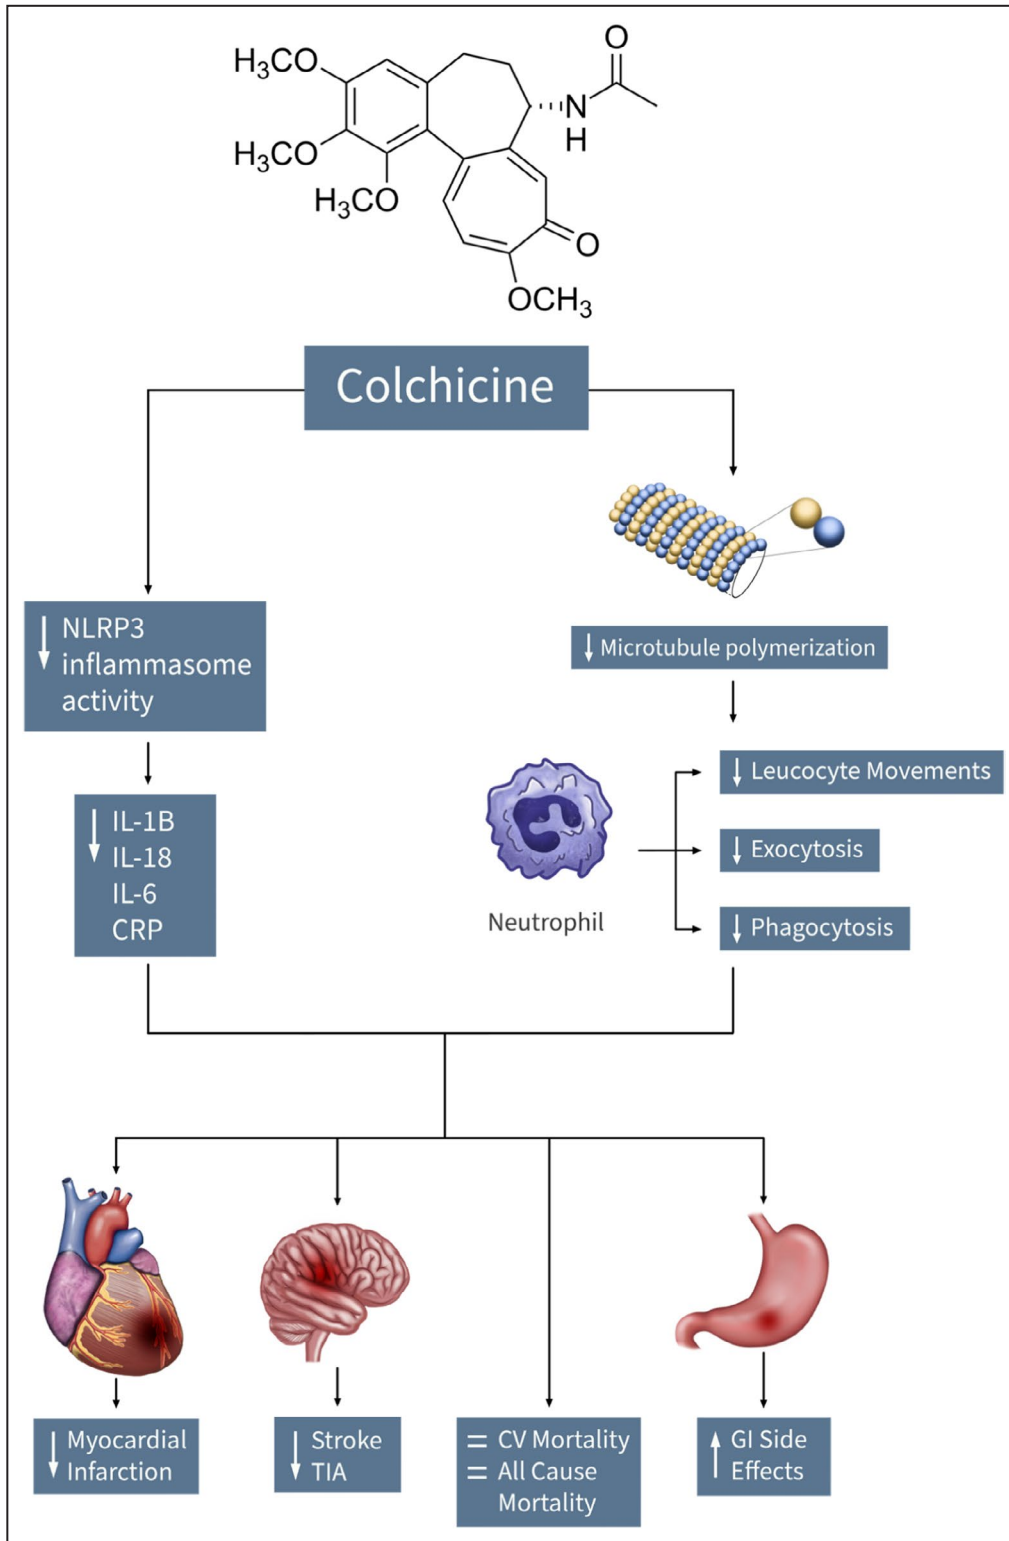 O
H₃CO
N
H
H₃CO
H₃CO
O
OCH₃
Colchicine
↓ NLRP3
inflammasome
activity
↓ IL-1B
IL-18
IL-6
CRP
↓ Microtubule polymerization
Neutrophil
↓ Leucocyte Movements
↓ Exocytosis
↓ Phagocytosis
↓ Myocardial
Infarction
↓ Stroke
TIA
= CV Mortality
= All Cause
Mortality
↑ GI Side
Effects